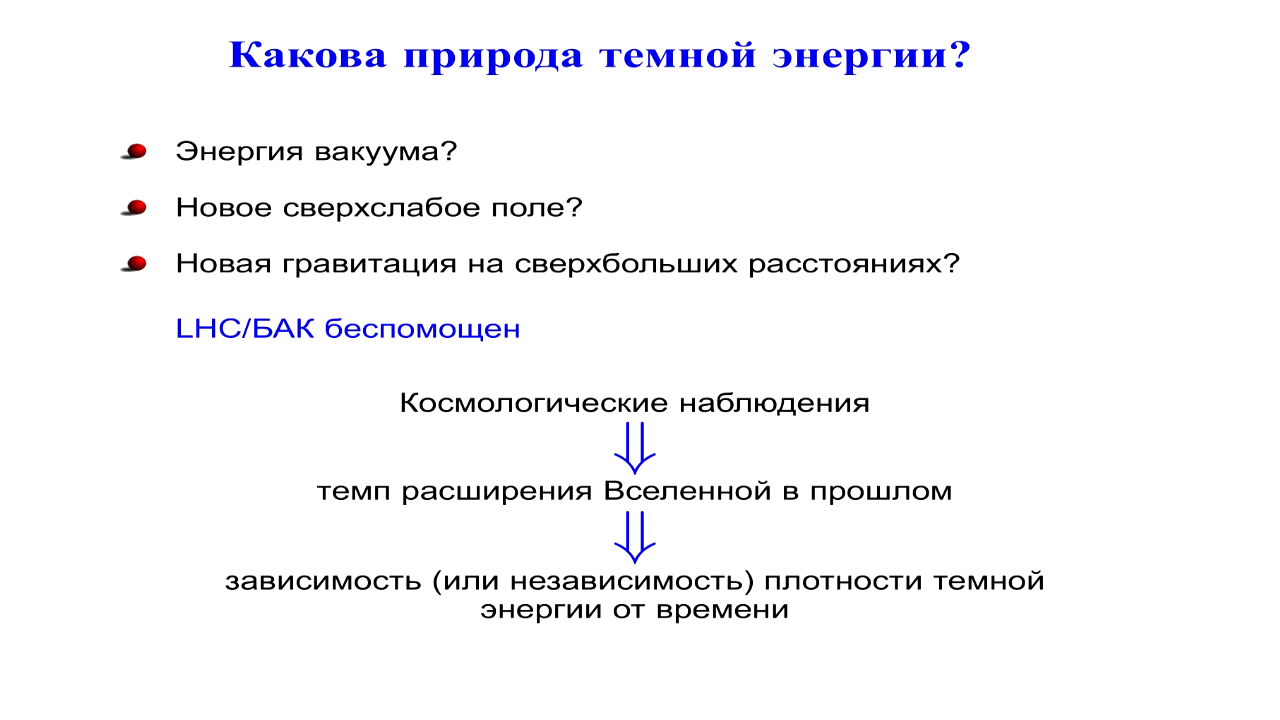 Какова природа темной энергии?
Энергия вакуума?
Новое сверхслабое поле?
Новая гравитация на сверхбольших расстояниях?
LHC/БАК беспомощен
Космологические наблюдения
темп расширения Вселенной в прошлом
зависимость (или независимость) плотности темной
энергии от времени